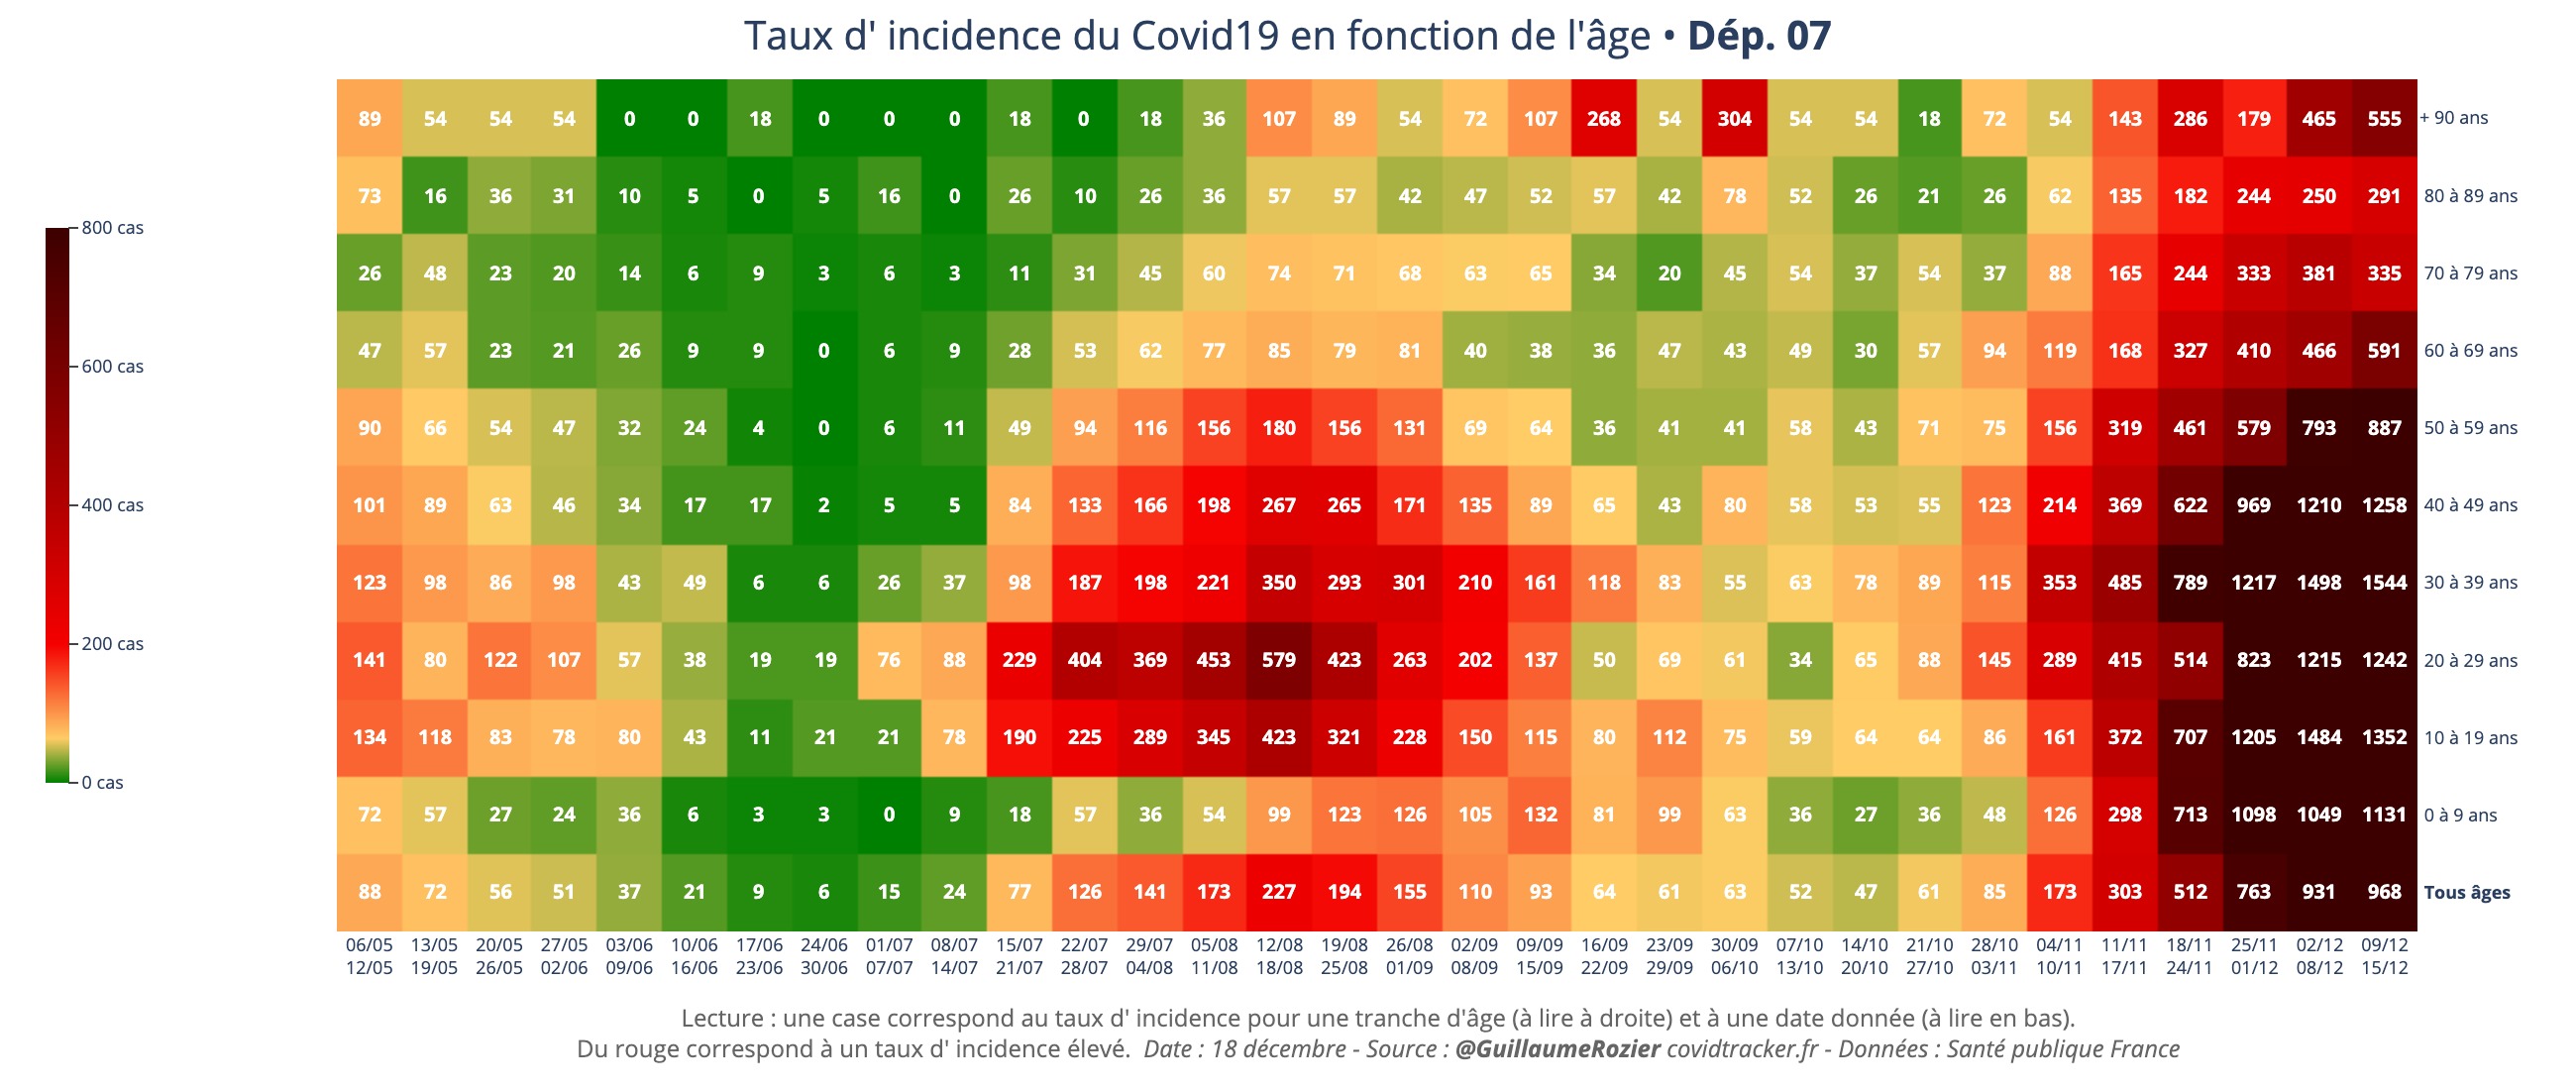 Taux d' incidence du Covid19 en fonction de l'âge • Dép. 07
89 54 54 54 0 0 18 0 0 0 18 0 18 36 107 89 54 72 107 268 54 304 54 54 18 72 54 143 286 179 465 555 + 90 ans
73 16 36 31 10 5 0 5 16 0 26 10 26 36 57 57 42 47 52 57 42 78 52 26 21 26 62 135 182 244 250 291 80 à 89 ans
800 cas
26 48 23 20 14 6 9 3 6 3 11 31 45 60 74 71 68 63 65 34 20 45 54 37 54 37 88 165 244 333 381 335 70 à 79 ans
47 57 23 21 26 9 9 0 6 9 28 53 62 77 85 79 81 40 38 36 47 43 49 30 57 94 119 168 327 410 466 591 60 à 69 ans
600 cas
90 66 54 47 32 24 4 0 6 11 49 94 116 156 180 156 131 69 64 36 41 41 58 43 71 75 156 319 461 579 793 887 50 à 59 ans
400 cas
101 89 63 46 34 17 17 2 5 5 84 133 166 198 267 265 171 135 89 65 43 80 58 53 55 123 214 369 622 969 1210 1258 40 à 49 ans
123 98 86 98 43 49 6 6 26 37 98 187 198 221 350 293 301 210 161 118 83 55 63 78 89 115 353 485 789 1217 1498 1544 30 à 39 ans
200 cas
141 80 122 107 57 38 19 19 76 88 229 404 369 453 579 423 263 202 137 50 69 61 34 65 88 145 289 415 514 823 1215 1242 20 à 29 ans
134 118 83 78 80 43 11 21 21 78 190 225 289 345 423 321 228 150 115 80 112 75 59 64 64 86 161 372 707 1205 1484 1352 10 à 19 ans
0 cas
72 57 27 24 36 6 3 3 0 9 18 57 36 54 99 123 126 105 132 81 99 63 36 27 36 48 126 298 713 1098 1049 1131 0 à 9 ans
88 72 56 51 37 21 9 6 15 24 77 126 141 173 227 194 155 110 93 64 61 63 52 47 61 85 173 303 512 763 931 968 Tous âges
06/05 13/05 20/05 27/05 03/06 10/06 17/06 24/06 01/07 08/07 15/07 22/07 29/07 05/08 12/08 19/08 26/08 02/09 09/09 16/09 23/09 30/09 07/10 14/10 21/10 28/10 04/11 11/11 18/11 25/11 02/12 09/12
12/05 19/05 26/05 02/06 09/06 16/06 23/06 30/06 07/07 14/07 21/07 28/07 04/08 11/08 18/08 25/08 01/09 08/09 15/09 22/09 29/09 06/10 13/10 20/10 27/10 03/11 10/11 17/11 24/11 01/12 08/12 15/12
Lecture : une case correspond au taux d' incidence pour une tranche d'âge (à lire à droite) et à une date donnée (à lire en bas).
Du rouge correspond à un taux d' incidence élevé. Date : 18 décembre - Source : @GuillaumeRozier covidtracker.fr - Données : Santé publique France